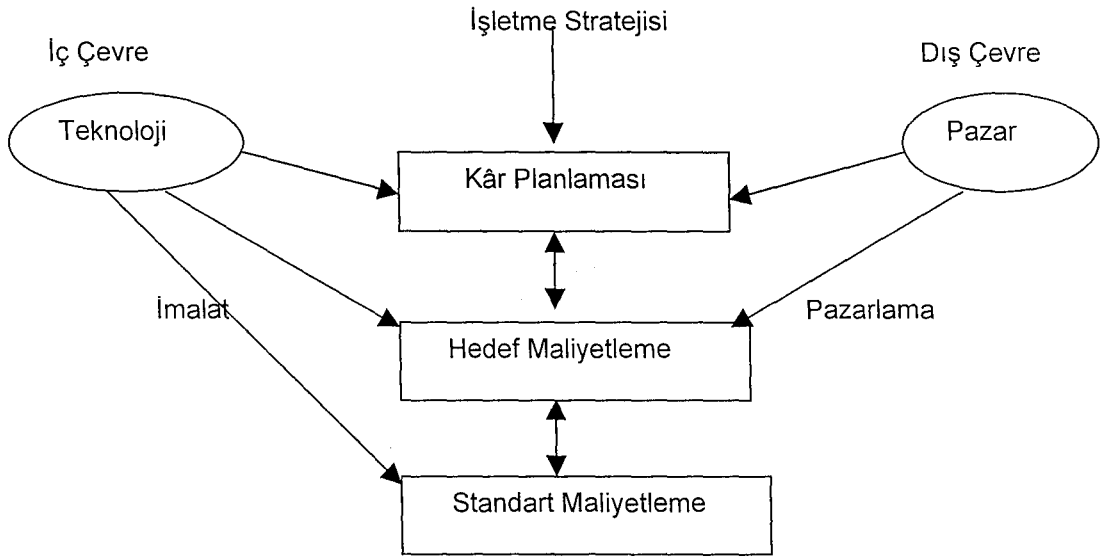 İşletme Stratejisi
İç Çevre
Dış Çevre
Teknoloji
Pazar
Kâr Planlaması
İmalat
Pazarlama
Hedef Maliyetleme
Standart Maliyetleme